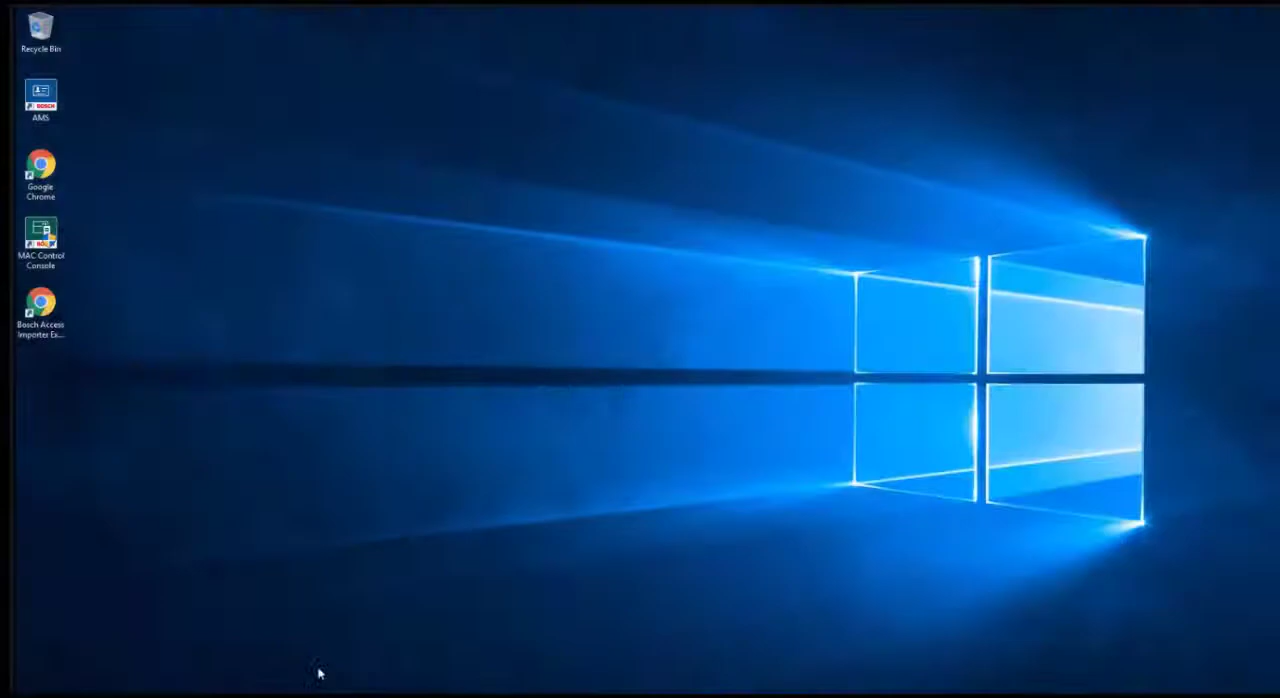 Recycle Bin
BOSCH
AMS
Google
Chrome
MAC Control
Console
Bosch Access
Importer Ex...